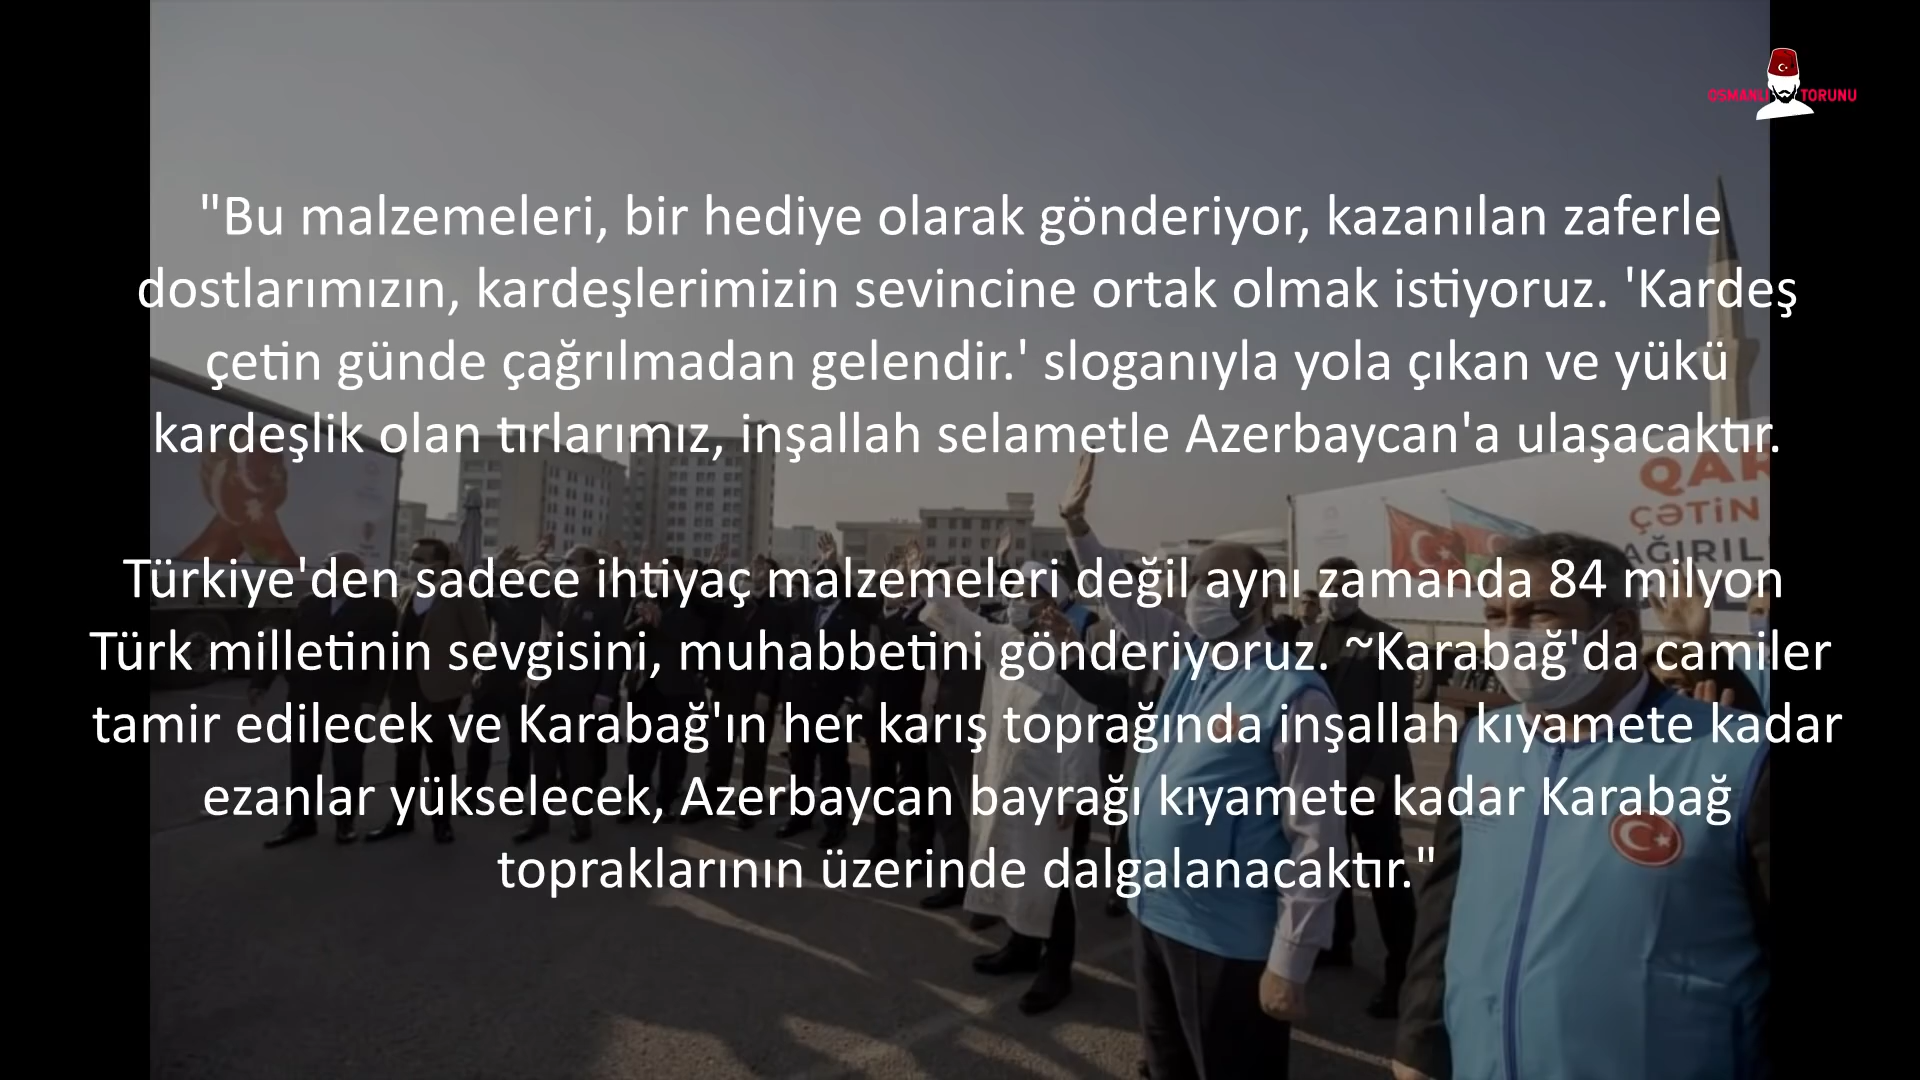 OSMANLI TORUNU
"Bu malzemeleri, bir hediye olarak gönderiyor, kazanılan zaferle
dostlarımızın, kardeşlerimizin sevincine ortak olmak istiyoruz. 'Kardeş
çetin günde çağrılmadan gelendir.' sloganıyla yola çıkan ve yükü
kardeşlik olan tırlarımız, inşallah selametle Azerbaycan'a ulaşacaktır.
QAR
ÇƏTİN
AĞIRIL
Türkiye'den sadece ihtiyaç malzemeleri değil aynı zamanda 84 milyon
Türk milletinin sevgisini, muhabbetini gönderiyoruz. ~Karabağ'da camiler
tamir edilecek ve Karabağ'ın her karış toprağında inşallah kıyamete kadar
ezanlar yükselecek, Azerbaycan bayrağı kıyamete kadar Karabağ
topraklarının üzerinde dalgalanacaktır."